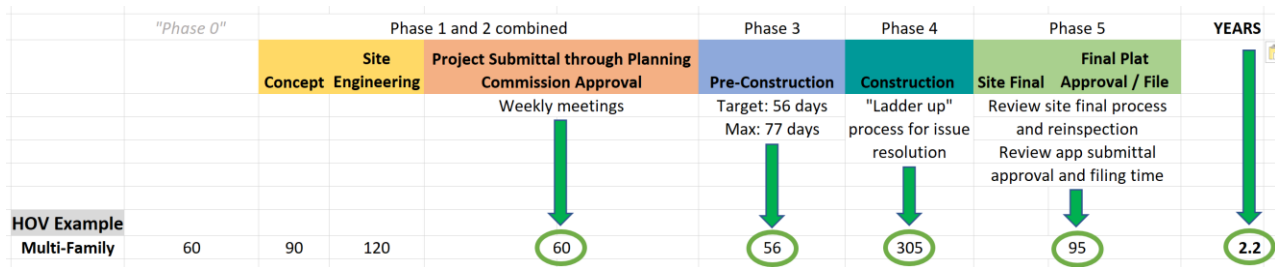 "Phase 0" Phase 1 and 2 combined Phase 3 Phase 4 Phase 5 YEARS
Site Project Submittal through Planning Final Plat
Concept Engineering Commission Approval Pre-Construction Construction Site Final Approval / File
Weekly meetings Target: 56 days "Ladder up" Review site final process
Max: 77 days process for issue and reinspection
resolution Review app submittal
approval and filing time
HOV Example
Multi-Family 60 90 120 60 56 305 95 2.2